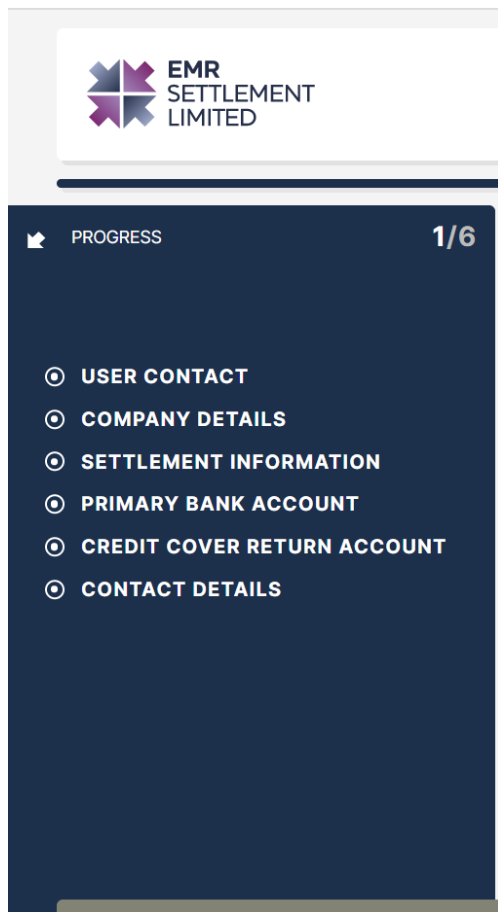 EMR
SETTLEMENT
LIMITED
PROGRESS 1/6
USER CONTACT
COMPANY DETAILS
SETTLEMENT INFORMATION
PRIMARY BANK ACCOUNT
CREDIT COVER RETURN ACCOUNT
CONTACT DETAILS